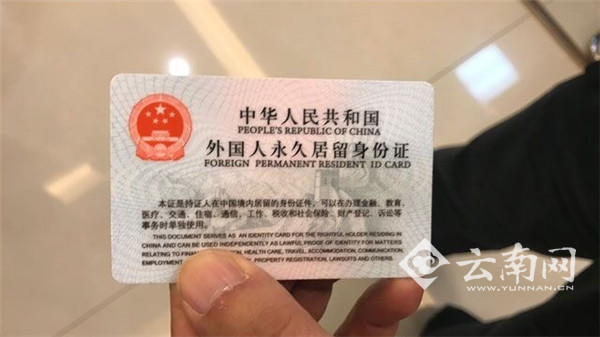 中华人民共和国
PEOPLE'S REPUBLIC OF CHINA
外国人永久居留身份证
FOREIGN PERMANENT RESIDENT ID CARD
本证是持证人在中国境内居留的身份证件，可以在办理金融、教育、
医疗、交通、住宿、通信、工作、税收和社会保险、财产登记、诉讼等
事务时单独使用。
THIS DOCUMENT SERVES AS AN IDENTITY CARD FOR THE RIGHTFUL HOLDER RESIDING IN
CHINA AND CAN BE USED INDEPENDENTLY AS LAWFUL PROOF OF IDENTITY FOR MATTERS
RELATING TO HEALTH CARE, TRAVEL, ACCOMMODATION, COMMUNICATION,
EMPLOYMENT PROPERTY REGISTRATION, LAWSUITS AND OTHERS.
云南网
WWW.YUNNAN.CN